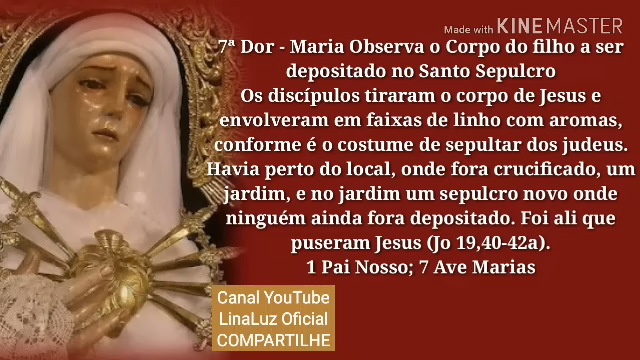 Made with KINEMASTER
7ª Dor - Maria Observa o Corpo do filho a ser
depositado no Santo Sepulcro
Os discípulos tiraram o corpo de Jesus e
envolveram em faixas de linho com aromas,
conforme é o costume de sepultar dos judeus.
Havia perto do local, onde fora crucificado, um
jardim, e no jardim um sepulcro novo onde
ninguém ainda fora depositado. Foi ali que
puseram Jesus (Jo 19,40-42a).
1 Pai Nosso; 7 Ave Marias
Canal YouTube
LinaLuz Oficial
COMPARTILHE